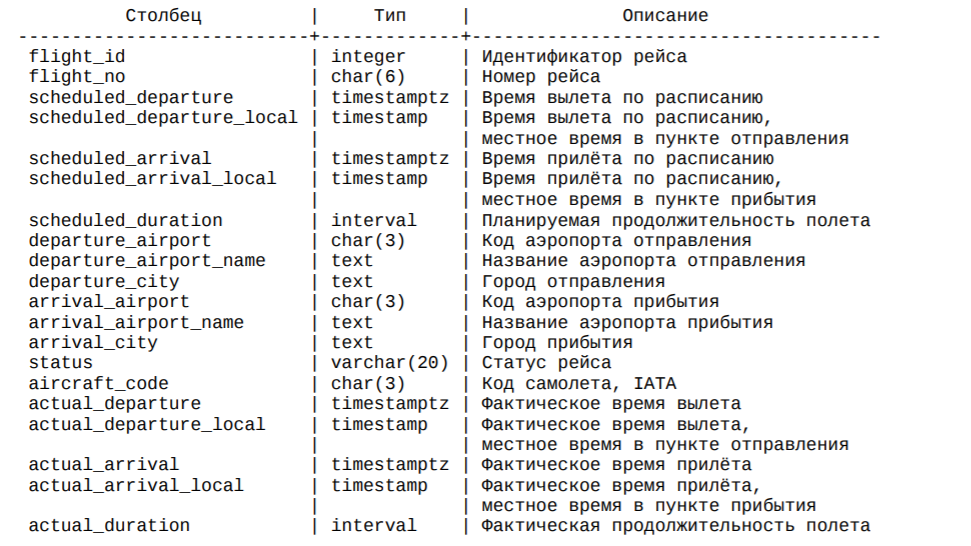 Столбец | Тип | Описание
---------------------------+-------------+--------------------------------------
flight_id | integer | Идентификатор рейса
flight_no | char(6) | Номер рейса
scheduled_departure | timestamptz | Время вылета по расписанию
scheduled_departure_local | timestamp | Время вылета по расписанию,
| | местное время в пункте отправления
scheduled_arrival | timestamptz | Время прилёта по расписанию
scheduled_arrival_local | timestamp | Время прилёта по расписанию,
| | местное время в пункте прибытия
scheduled_duration | interval | Планируемая продолжительность полета
departure_airport | char(3) | Код аэропорта отправления
departure_airport_name | text | Название аэропорта отправления
departure_city | text | Город отправления
arrival_airport | char(3) | Код аэропорта прибытия
arrival_airport_name | text | Название аэропорта прибытия
arrival_city | text | Город прибытия
status | varchar(20) | Статус рейса
aircraft_code | char(3) | Код самолета, IATA
actual_departure | timestamptz | Фактическое время вылета
actual_departure_local | timestamp | Фактическое время вылета,
| | местное время в пункте отправления
actual_arrival | timestamptz | Фактическое время прилёта
actual_arrival_local | timestamp | Фактическое время прилёта,
| | местное время в пункте прибытия
actual_duration | interval | Фактическая продолжительность полета